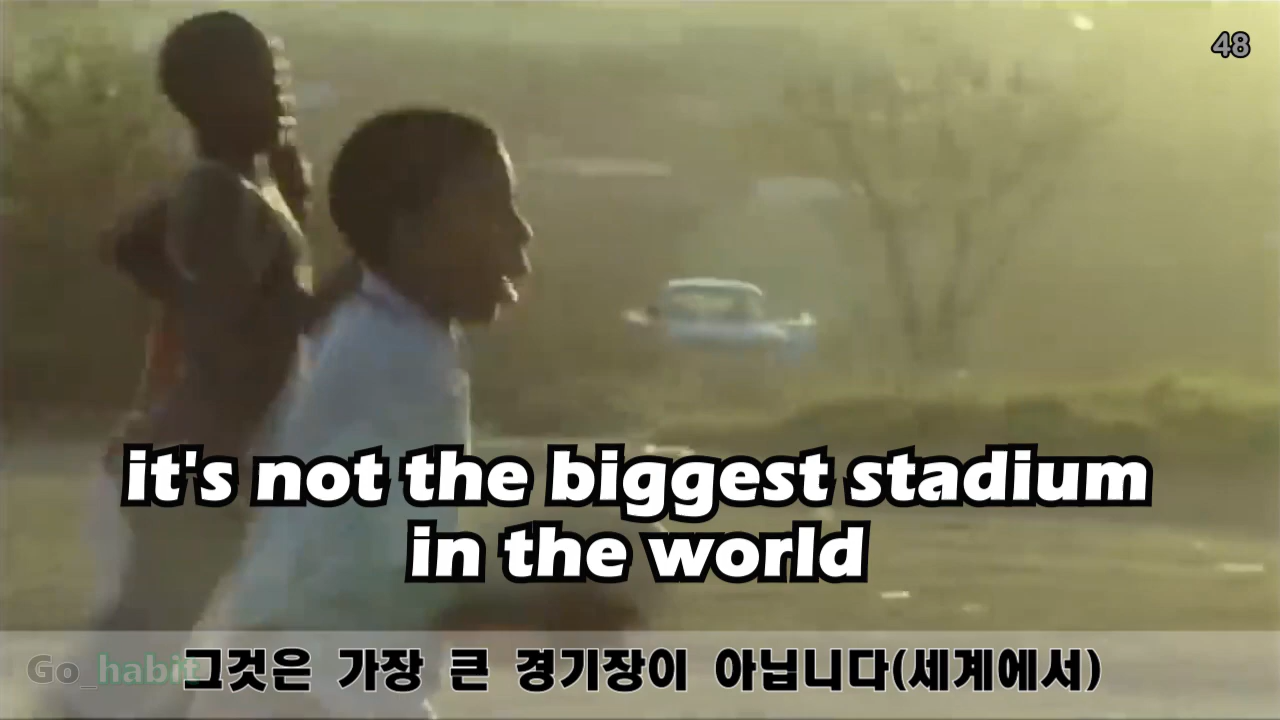 48
it's not the biggest stadium
in the world
Go_habit
그것은 가장 큰 경기장이 아닙니다(세계에서)